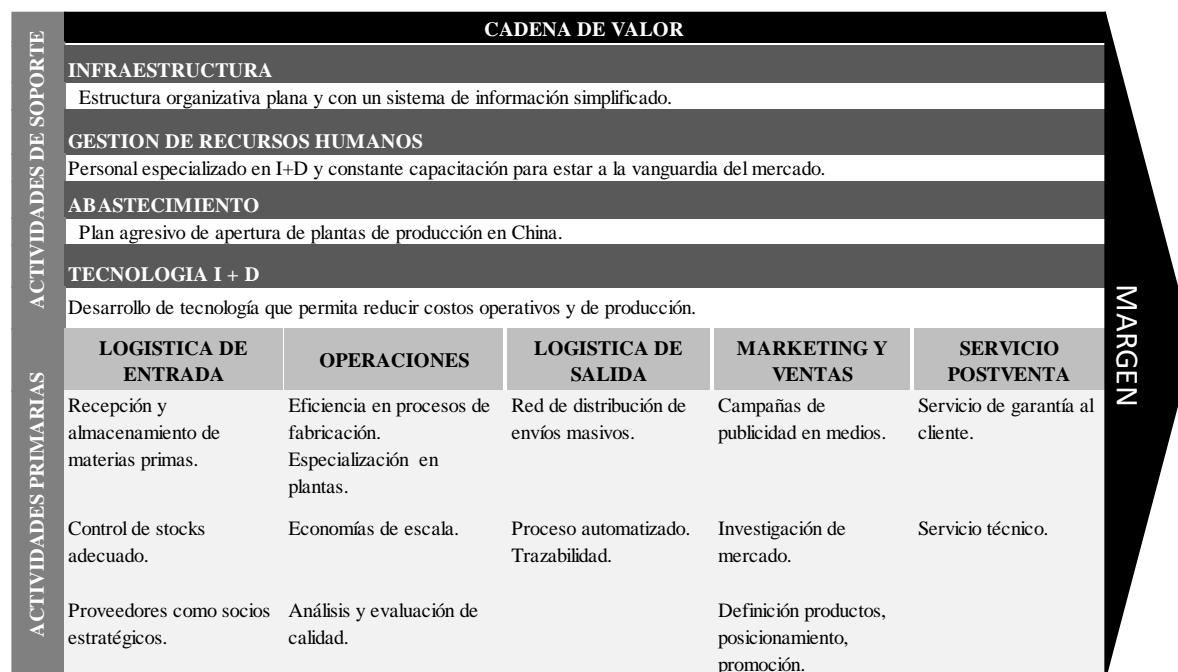 CADENA DE VALOR
ACTIVIDADES DE SOPORTE
INFRAESTRUCTURA
Estructura organizativa plana y con un sistema de información simplificado.
GESTION DE RECURSOS HUMANOS
Personal especializado en I+D y constante capacitación para estar a la vanguardia del mercado.
ABASTECIMIENTO
Plan agresivo de apertura de plantas de producción en China.
TECNOLOGIA I + D
Desarrollo de tecnología que permita reducir costos operativos y de producción.
MARGEN
ACTIVIDADES PRIMARIAS
LOGISTICA DE
ENTRADA
Recepción y
almacenamiento de
materias primas.
Control de stocks
adecuado.
Proveedores como socios
estratégicos.
OPERACIONES
Eficiencia en procesos de
fabricación.
Especialización en
plantas.
Economías de escala.
Análisis y evaluación de
calidad.
LOGISTICA DE
SALIDA
Red de distribución de
envíos masivos.
Proceso automatizado.
Trazabilidad.
MARKETING Y
VENTAS
Campañas de
publicidad en medios.
Investigación de
mercado.
Definición productos,
posicionamiento,
promoción.
SERVICIO
POSTVENTA
Servicio de garantía al
cliente.
Servicio técnico.